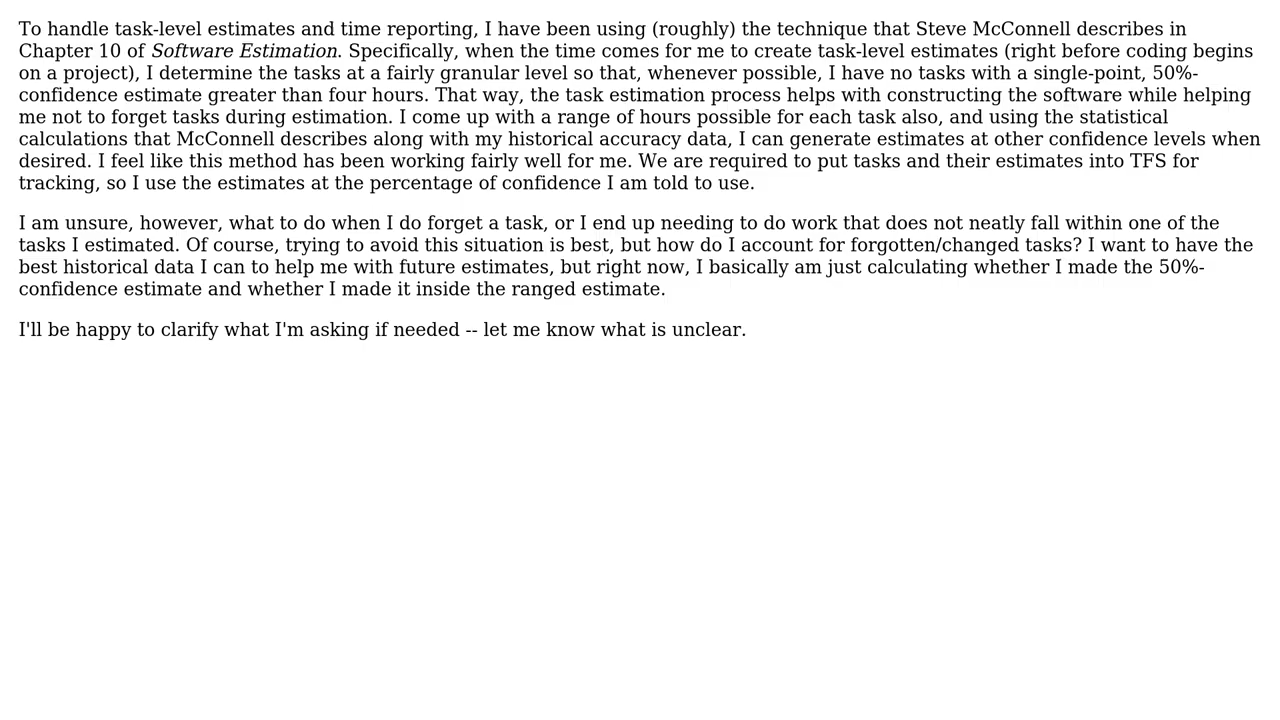 To handle task-level estimates and time reporting, I have been using (roughly) the technique that Steve McConnell describes in
Chapter 10 of Software Estimation. Specifically, when the time comes for me to create task-level estimates (right before coding begins
on a project), I determine the tasks at a fairly granular level so that, whenever possible, I have no tasks with a single-point, 50%-
confidence estimate greater than four hours. That way, the task estimation process helps with constructing the software while helping
me not to forget tasks during estimation. I come up with a range of hours possible for each task also, and using the statistical
calculations that McConnell describes along with my historical accuracy data, I can generate estimates at other confidence levels when
desired. I feel like this method has been working fairly well for me. We are required to put tasks and their estimates into TFS for
tracking, so I use the estimates at the percentage of confidence I am told to use.
I am unsure, however, what to do when I do forget a task, or I end up needing to do work that does not neatly fall within one of the
tasks I estimated. Of course, trying to avoid this situation is best, but how do I account for forgotten/changed tasks? I want to have the
best historical data I can to help me with future estimates, but right now, I basically am just calculating whether I made the 50%-
confidence estimate and whether I made it inside the ranged estimate.
I'll be happy to clarify what I'm asking if needed -- let me know what is unclear.